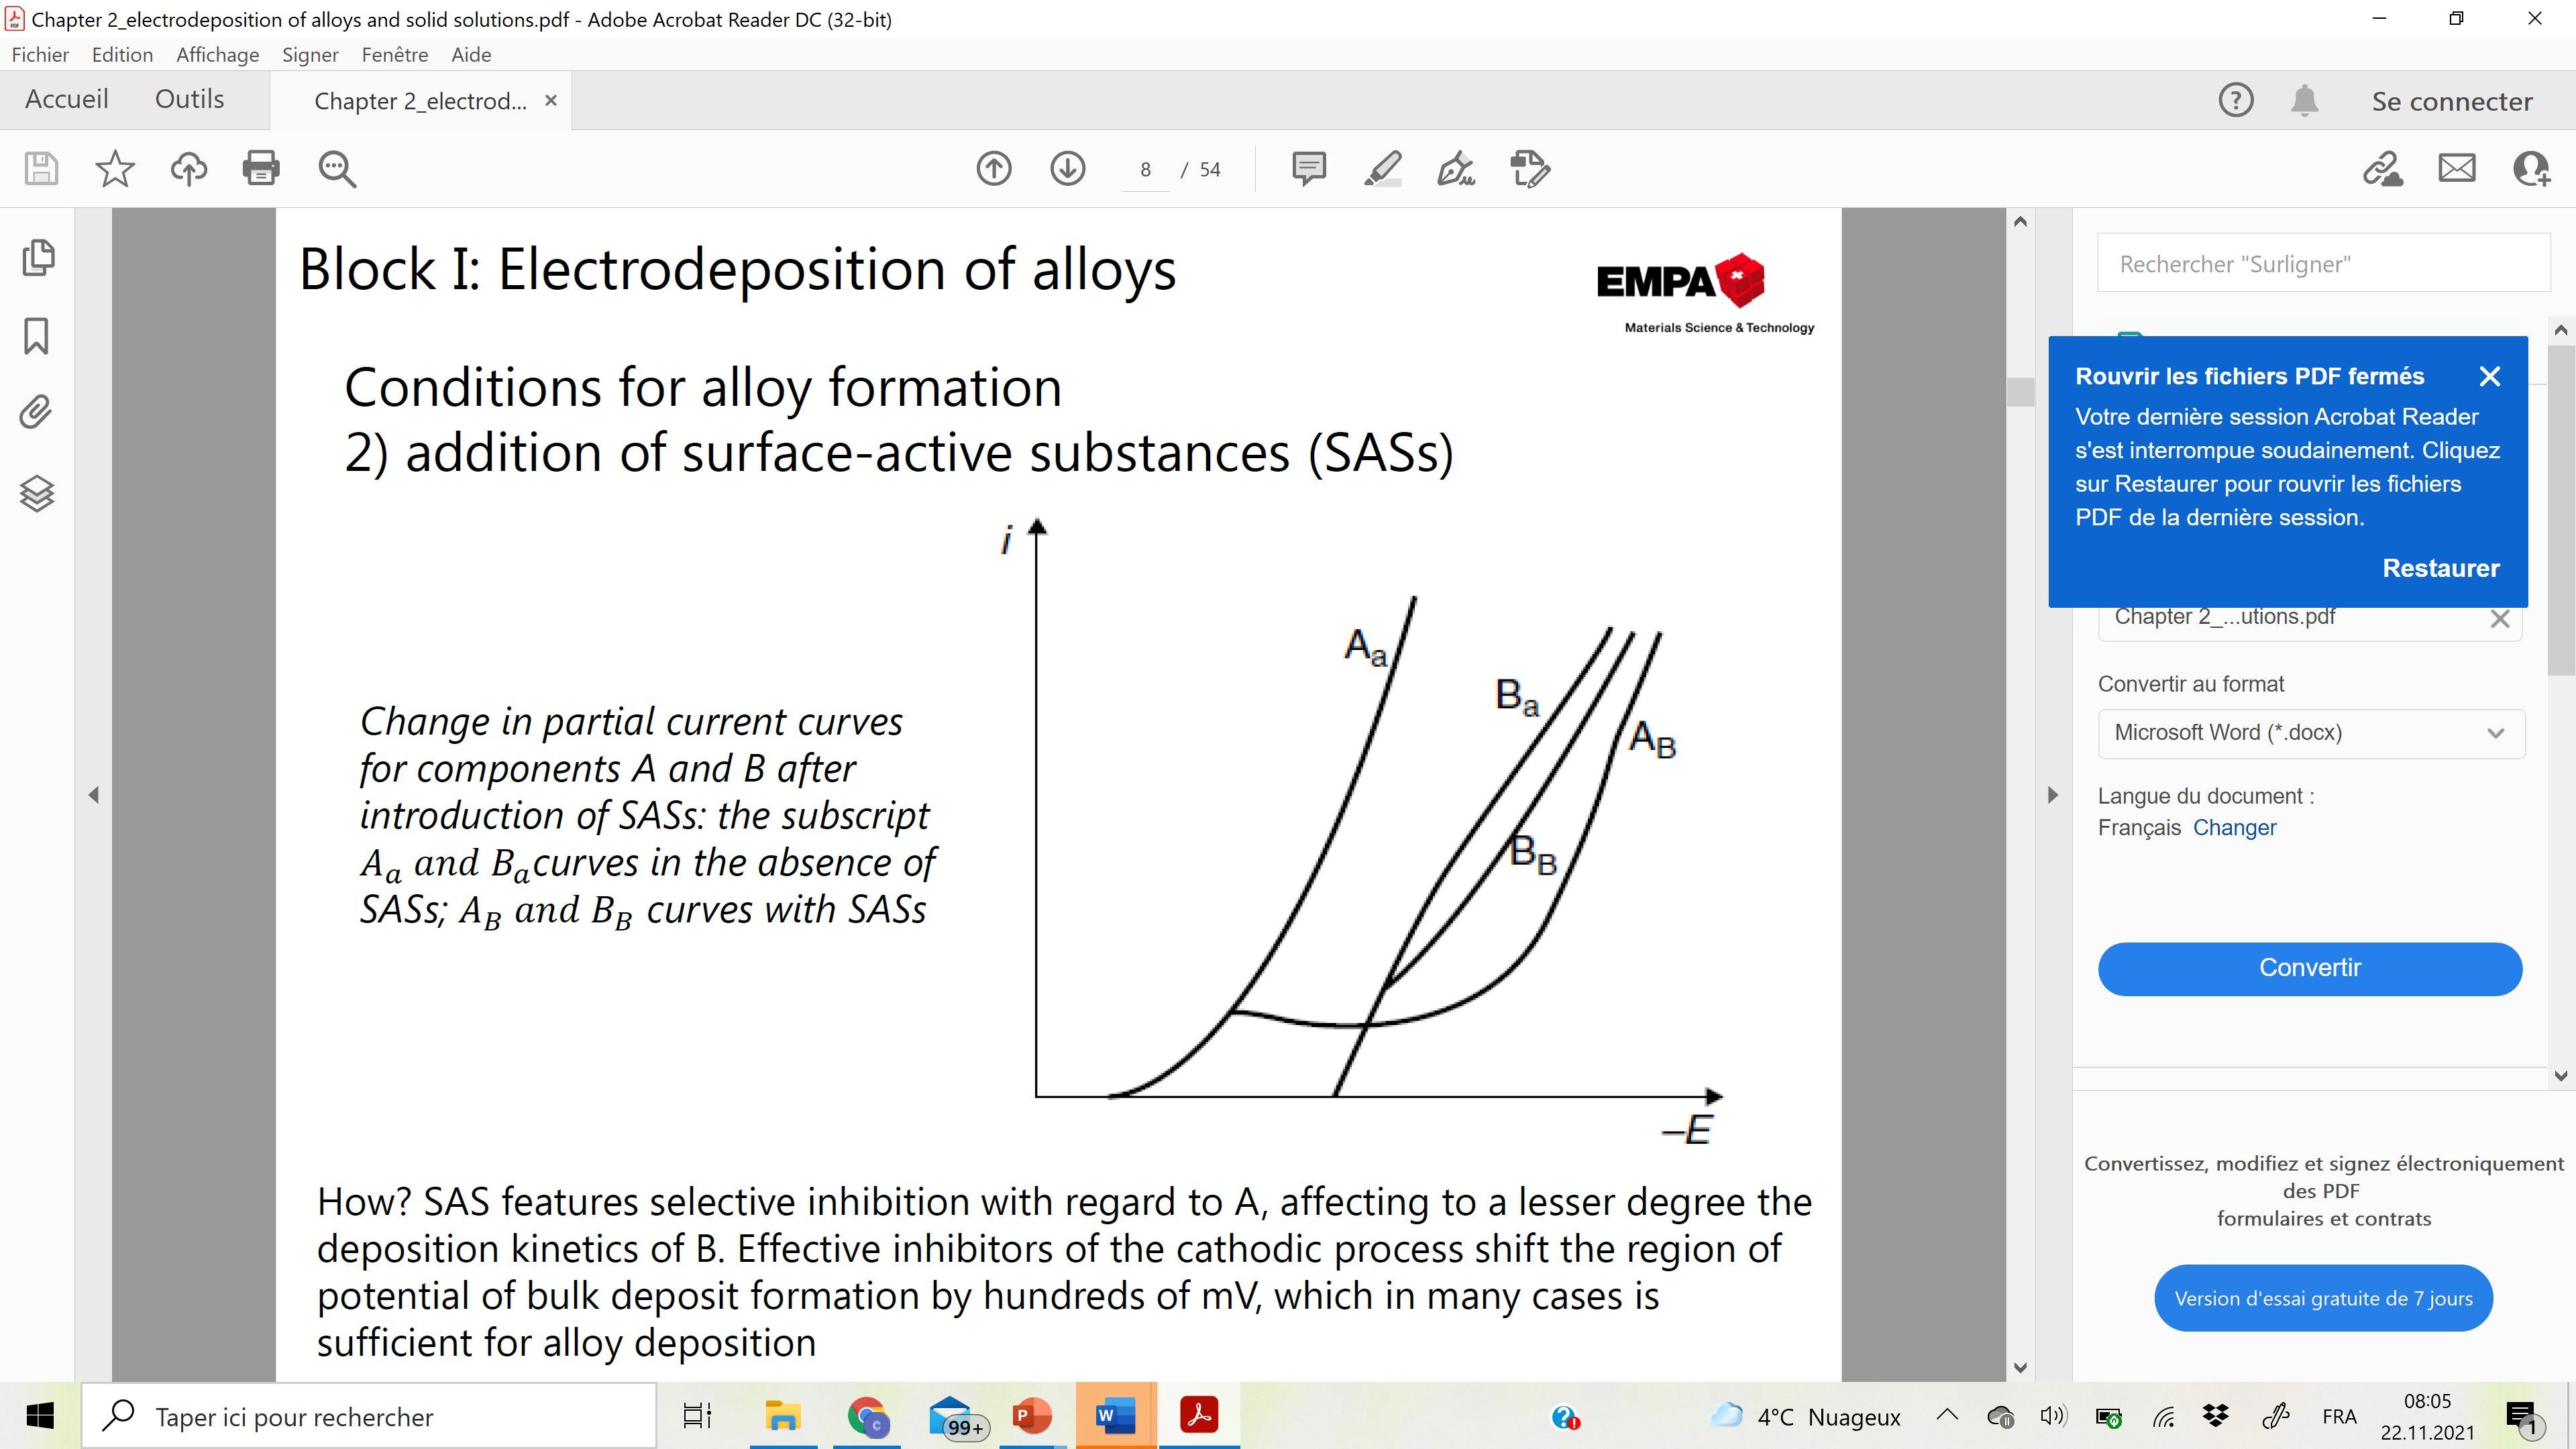 Chapter 2_electrodeposition of alloys and solid solutions.pdf - Adobe Acrobat Reader DC (32-bit)
Fichier Edition Affichage Signer Fenêtre Aide
Accueil Outils Chapter 2_electrod... × Se connecter
8 / 54
Block I: Electrodeposition of alloys
EMPA
Materials Science & Technology
Conditions for alloy formation
2) addition of surface-active substances (SASs)
i
Aa
Ba
AB
BB
–E
Change in partial current curves
for components A and B after
introduction of SASs: the subscript
Aa and Ba curves in the absence of
SASs; AB and BB curves with SASs
How? SAS features selective inhibition with regard to A, affecting to a lesser degree the
deposition kinetics of B. Effective inhibitors of the cathodic process shift the region of
potential of bulk deposit formation by hundreds of mV, which in many cases is
sufficient for alloy deposition
Rechercher "Surligner"
Rouvrir les fichiers PDF fermés
Votre dernière session Acrobat Reader
s'est interrompue soudainement. Cliquez
sur Restaurer pour rouvrir les fichiers
PDF de la dernière session.
Restaurer
Chapter 2_...utions.pdf
Convertir au format
Microsoft Word (*.docx)
Langue du document :
Français Changer
Convertir
Convertissez, modifiez et signez électroniquement
des PDF
formulaires et contrats
Version d'essai gratuite de 7 jours
Taper ici pour rechercher
99+
4°C Nuageux
FRA
08:05
22.11.2021
1